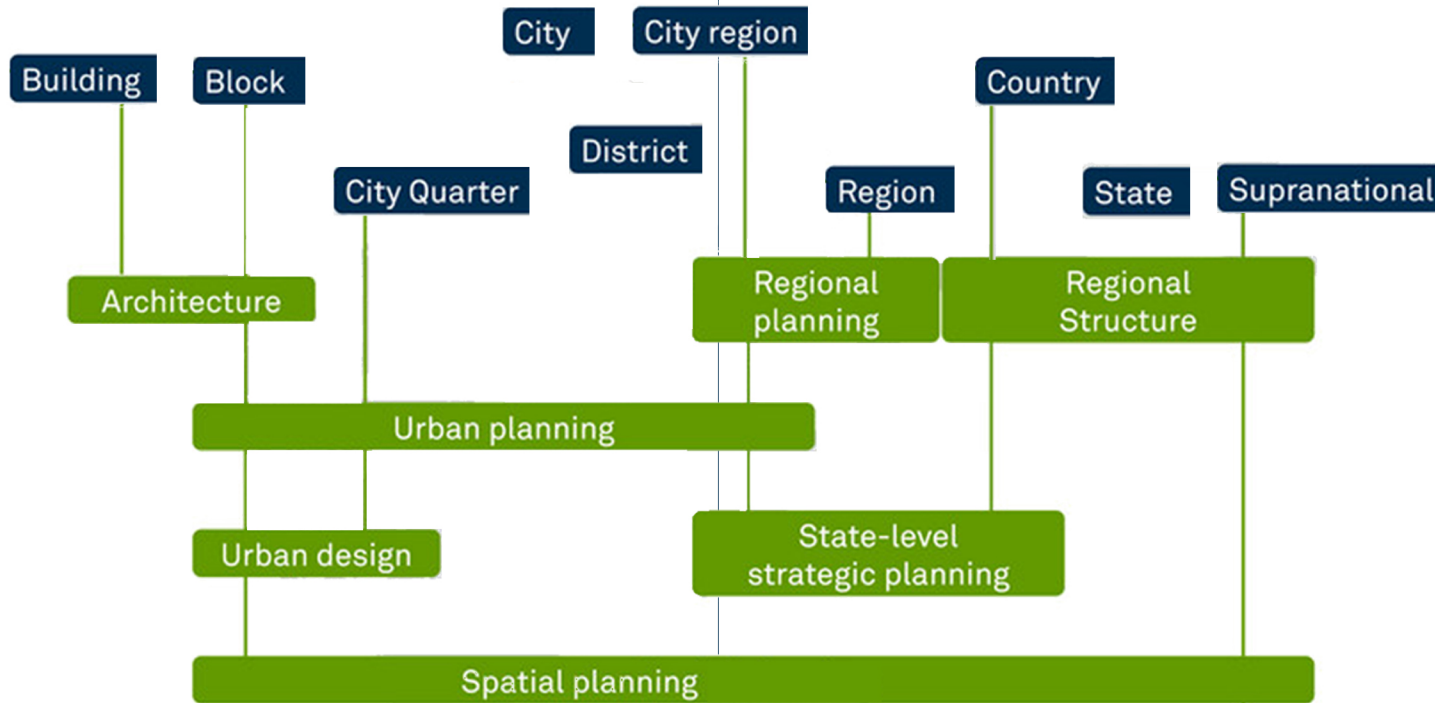 City
City region
Building
Block
Country
District
City Quarter
Region
State
Supranational
Architecture
Regional
planning
Regional
Structure
Urban planning
Urban design
State-level
strategic planning
Spatial planning